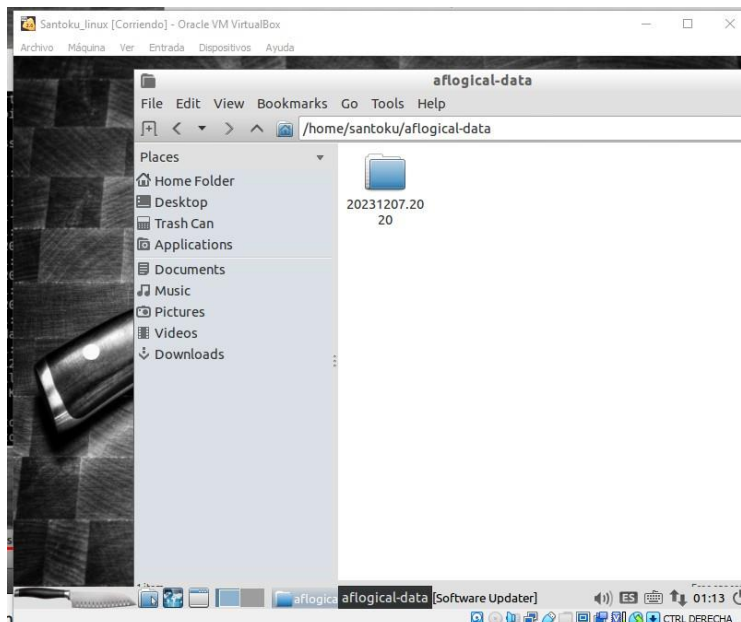 Santoku_linux [Corriendo] - Oracle VM VirtualBox
Archivo Máquina Ver Entrada Dispositivos Ayuda
aflogical-data
File Edit View Bookmarks Go Tools Help
/home/santoku/aflogical-data
Places
Home Folder
Desktop
Trash Can
Applications
Documents
Music
Pictures
Videos
Downloads
20231207.20
20
aflogica
aflogical-data
[Software Updater]
ES
01:13
CTRL DERECHA